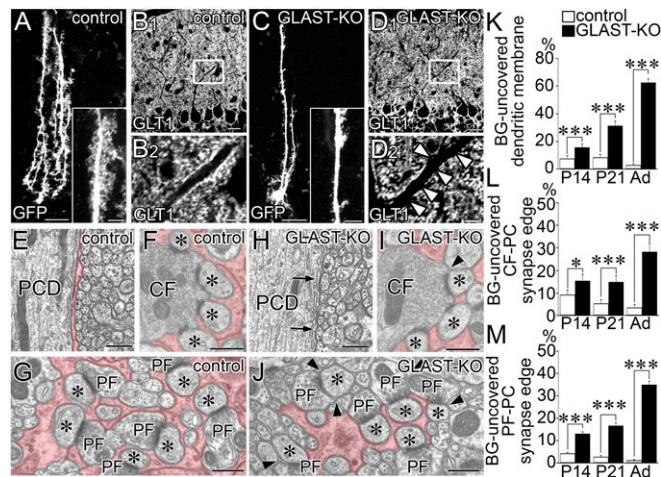 A
GFP
B1 control
GLT1
B2
GLT1
C
GFP
D1 GLAST-KO
GLT1
D2
GLT1
E control
PCD
F control
*
CF
*
*
*
*
H GLAST-KO
PCD
I GLAST-KO
*
CF
*
*
*
G control
PF
PF
*
*
*
PF
PF
*
*
*
PF
PF
J GLAST-KO
PF
*
PF
PF
*
*
*
*
PF
*
PF
control
GLAST-KO
K
%
BG-uncovered
dendritic membrane
80
60
40
20
0
***
***
***
P14 P21 Ad
L
%
BG-uncovered
CF-PC
synapse edge
50
40
30
20
10
0
*
***
***
P14 P21 Ad
M
%
BG-uncovered
PF-PC
synapse edge
50
40
30
20
10
0
***
***
***
P14 P21 Ad